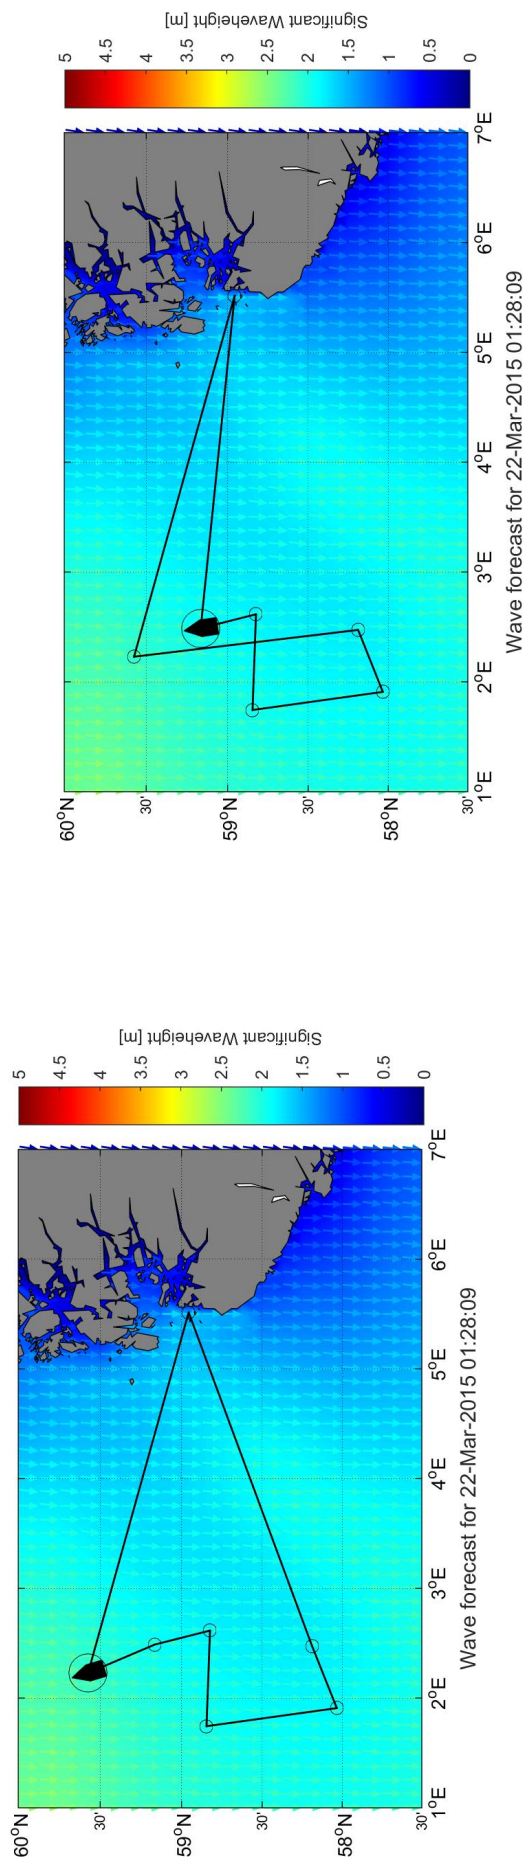 60°N
30'
59°N
30'
58°N
30'
1°E
2°E
3°E
4°E
5°E
6°E
7°E
Wave forecast for 22-Mar-2015 01:28:09
5
4.5
4
3.5
3
2.5
2
1.5
1
0.5
0
Significant Waveheight [m]
60°N
30'
59°N
30'
58°N
30'
1°E
2°E
3°E
4°E
5°E
6°E
7°E
Wave forecast for 22-Mar-2015 01:28:09
5
4.5
4
3.5
3
2.5
2
1.5
1
0.5
0
Significant Waveheight [m]